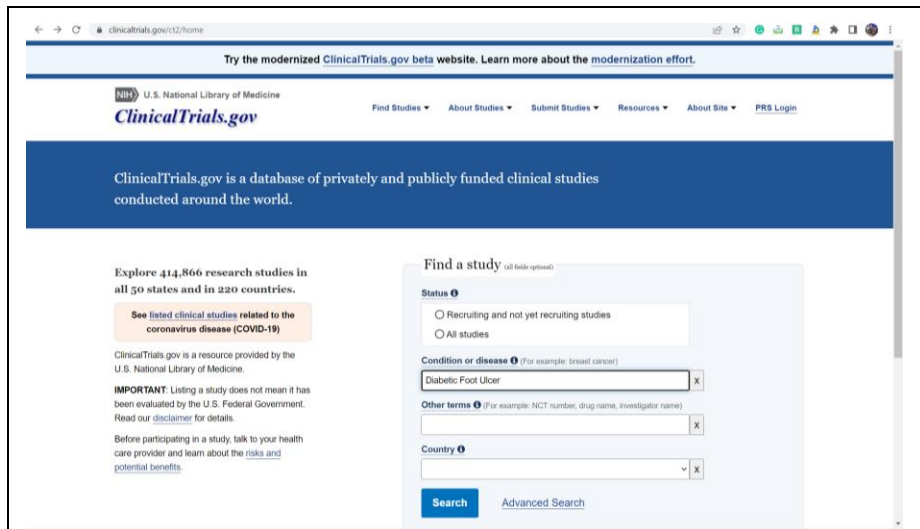 clinicaltrials.gov/ct2/home
Try the modernized ClinicalTrials.gov beta website. Learn more about the modernization effort.
NIH U.S. National Library of Medicine
ClinicalTrials.gov
Find Studies About Studies Submit Studies Resources About Site PRS Login
ClinicalTrials.gov is a database of privately and publicly funded clinical studies
conducted around the world.
Explore 414,866 research studies in
all 50 states and in 220 countries.
See listed clinical studies related to the
coronavirus disease (COVID-19)
ClinicalTrials.gov is a resource provided by the
U.S. National Library of Medicine.
IMPORTANT: Listing a study does not mean it has
been evaluated by the U.S. Federal Government.
Read our disclaimer for details.
Before participating in a study, talk to your health
care provider and learn about the risks and
potential benefits.
Find a study (all fields optional)
Status
Recruiting and not yet recruiting studies
All studies
Condition or disease (For example: breast cancer)
Diabetic Foot Ulcer X
Other terms (For example: NCT number, drug name, investigator name)
X
Country
X
Search Advanced Search